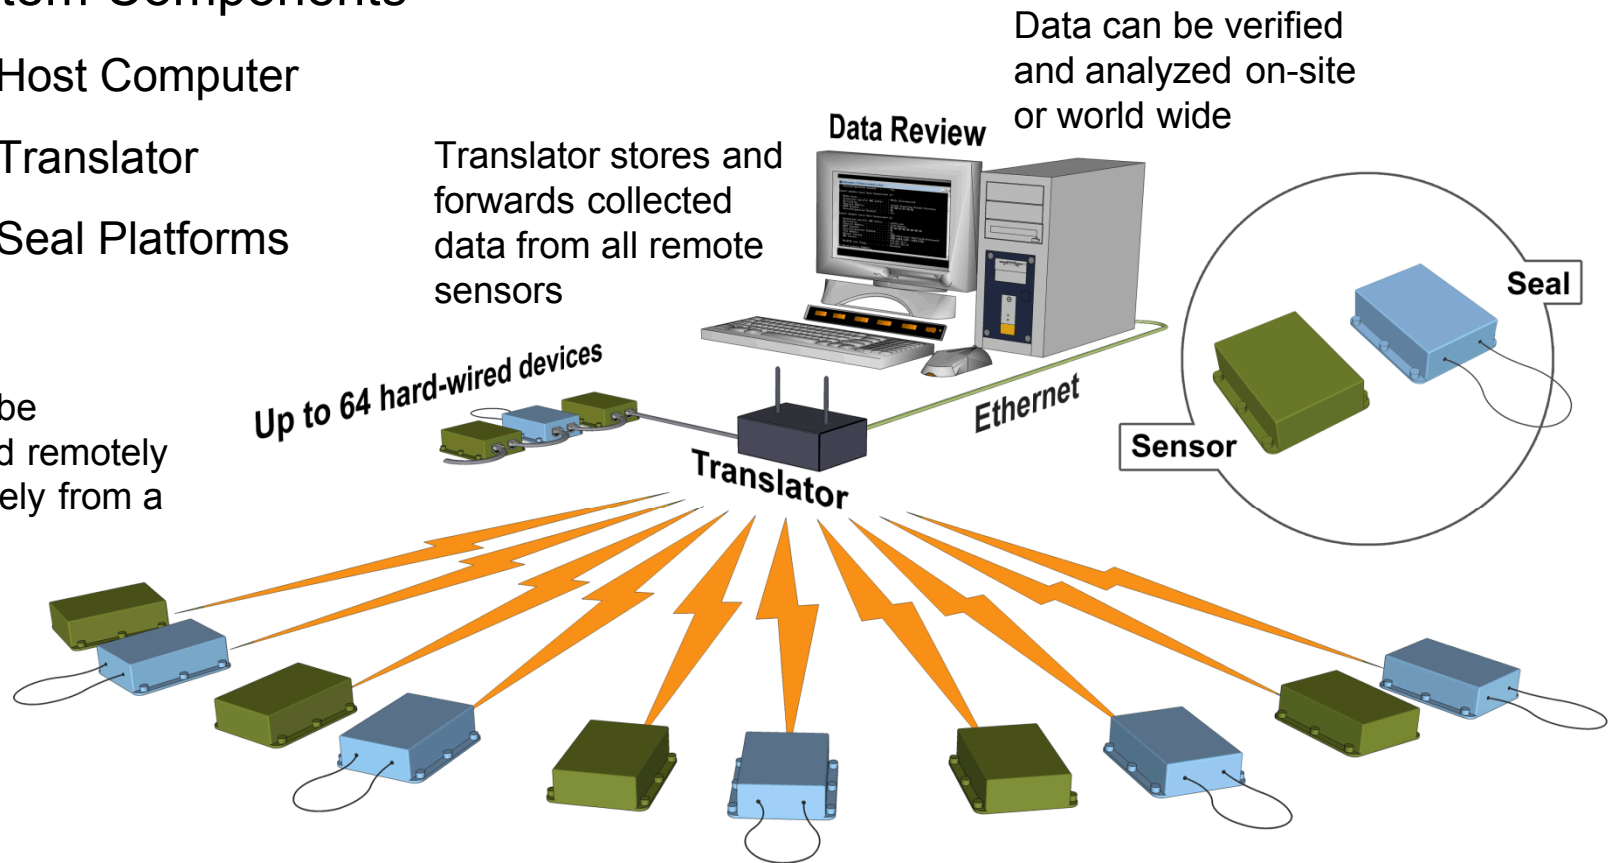 tem Components
Host Computer
Translator
Seal Platforms
be
d remotely
ely from a
Translator stores and
forwards collected
data from all remote
sensors
Data can be verified
and analyzed on-site
or world wide
Data Review
Up to 64 hard-wired devices
Ethernet
Translator
Seal
Sensor